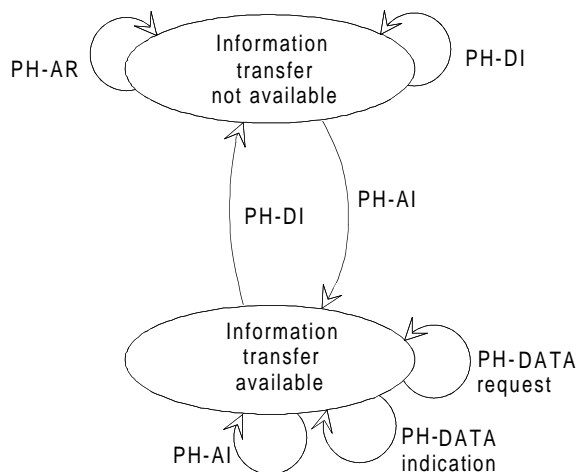 Information
transfer
not available
PH-AR
PH-DI
PH-AI
PH-DI
Information
transfer
available
PH-DATA
request
PH-AI
PH-DATA
indication